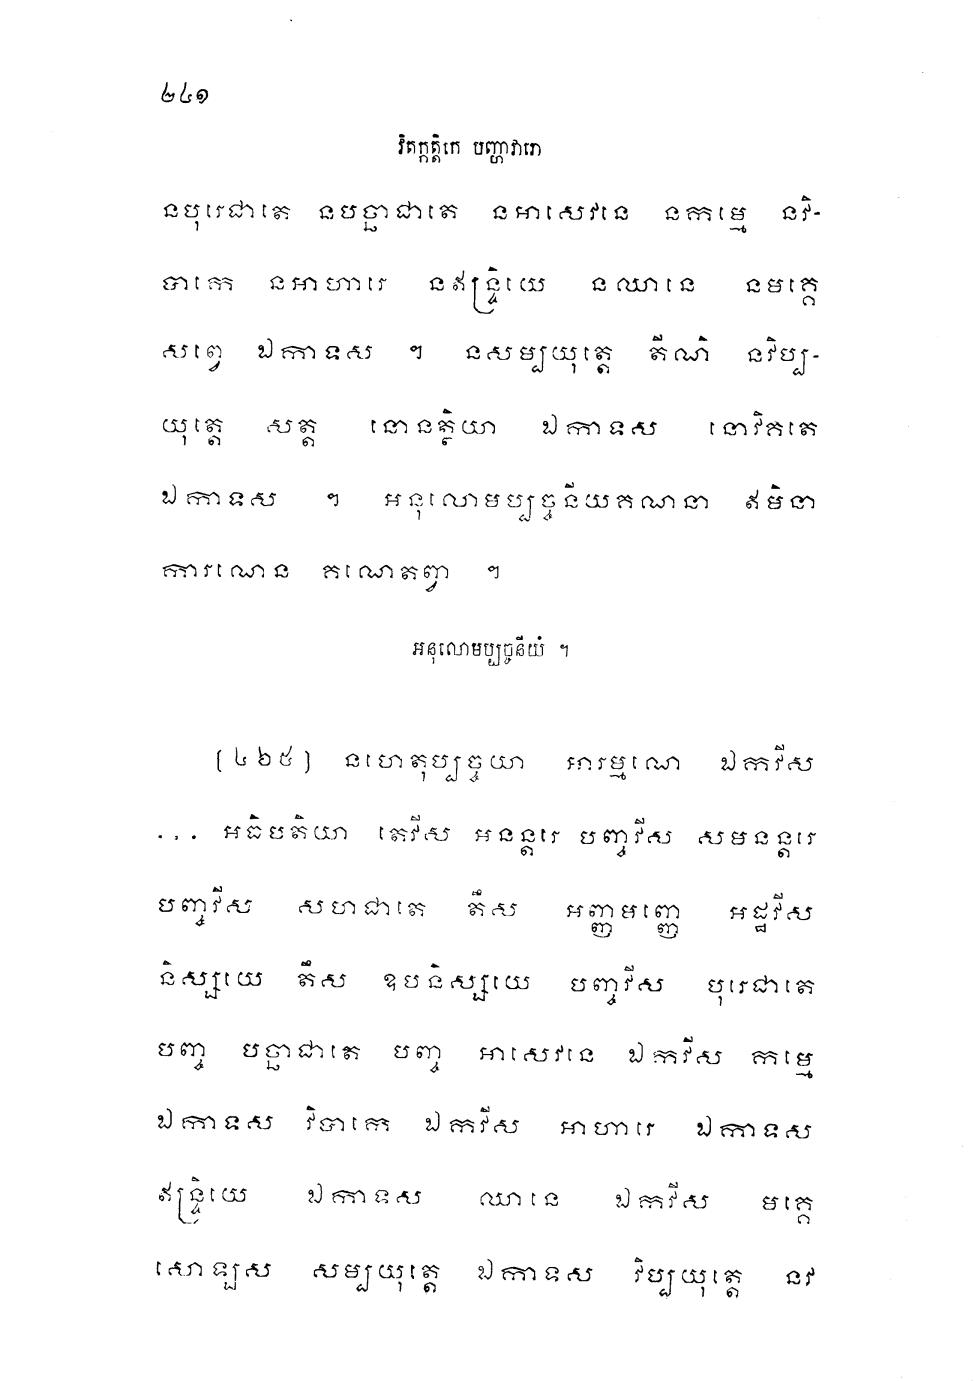 ២៤១
វិតក្កត្តិកេ បញ្ហាវារោ
នបុរេជាតេ នបច្ឆាជាតេ នអាសេវនេ នកម្មេ នវិ-
បាកេ នអាហារេ នឥន្ទ្រិយេ នឈានេ នមគ្គេ
សព្វេ ឯកាទស ។ នសម្បយុត្តេ តីណិ នវិប្ប-
យុត្តេ សត្ត នោនត្ថិយា ឯកាទស នោវិគតេ
ឯកាទស ។ អនុលោមប្បច្ចនីយគណនា ឥមិនា
ការណេន គណេតព្វា ។
អនុលោមប្បច្ចនីយំ ។
[៤២៥] នហេតុប្បច្ចយា អារម្មណេ ឯកវីស
... អធិបតិយា តេវីស អនន្តរេ បញ្ចវីស សមនន្តរេ
បញ្ចវីស សហជាតេ តឹស អញ្ញមញ្ញេ អដ្ឋវីស
និស្សយេ តឹស ឧបនិស្សយេ បញ្ចវីស បុរេជាតេ
បញ្ច បច្ឆាជាតេ បញ្ច អាសេវនេ ឯកវីស កម្មេ
ឯកាទស វិបាកេ ឯកវីស អាហារេ ឯកាទស
ឥន្ទ្រិយេ ឯកាទស ឈានេ ឯកវីស មគ្គេ
សោឡស សម្បយុត្តេ ឯកាទស វិប្បយុត្តេ នវ